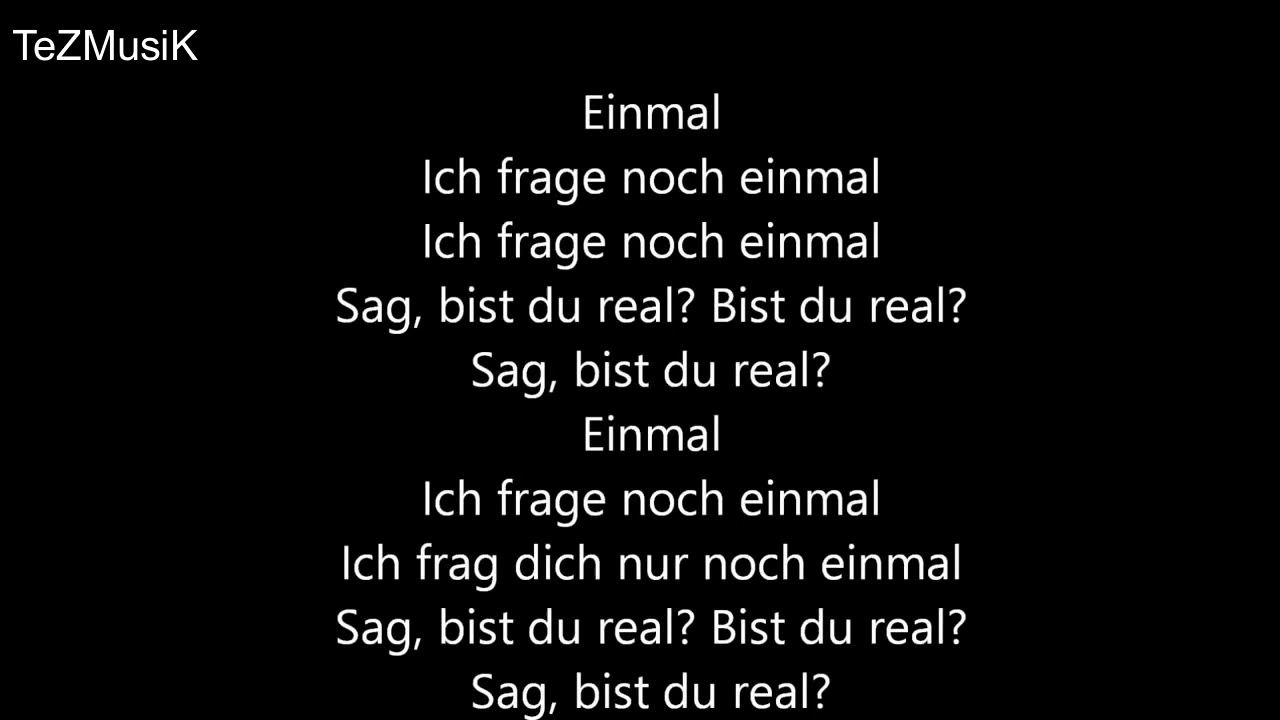 TeZMusiK
Einmal
Ich frage noch einmal
Ich frage noch einmal
Sag, bist du real? Bist du real?
Sag, bist du real?
Einmal
Ich frage noch einmal
Ich frag dich nur noch einmal
Sag, bist du real? Bist du real?
Sag, bist du real?